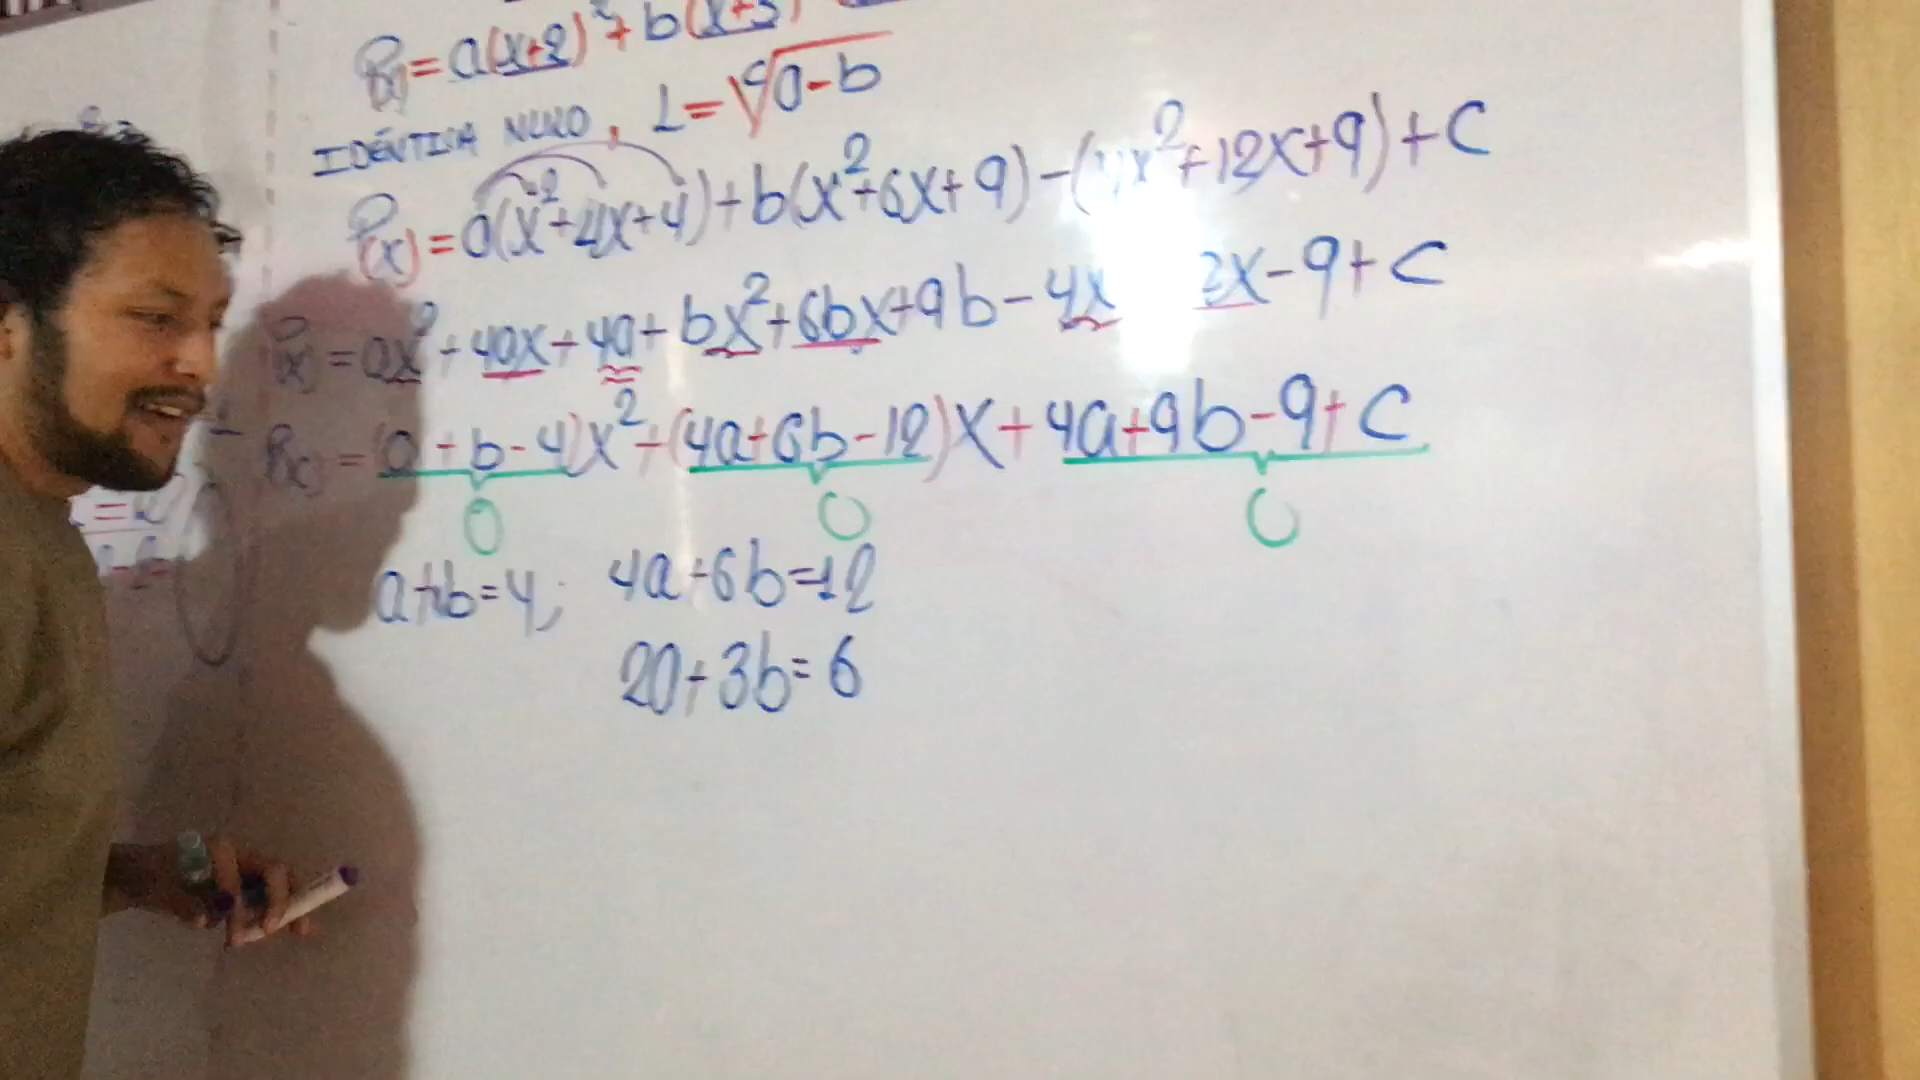 P(x) = a(x+2)² + b(x+3)
IDÉNTICA NULO, L = ᶜ√a-b
P(x) = a(x²+4x+4) + b(x²+6x+9) - (4x²+12x+9) + C
P(x) = ax² + 4ax + 4a + bx² + 6bx + 9b - 4x 2x - 9 + C
P(x) = (a + b - 4)x² + (4a+6b-12)x + 4a+9b-9+C
0 0 0
a+b=4; 4a+6b=12
2a+3b=6